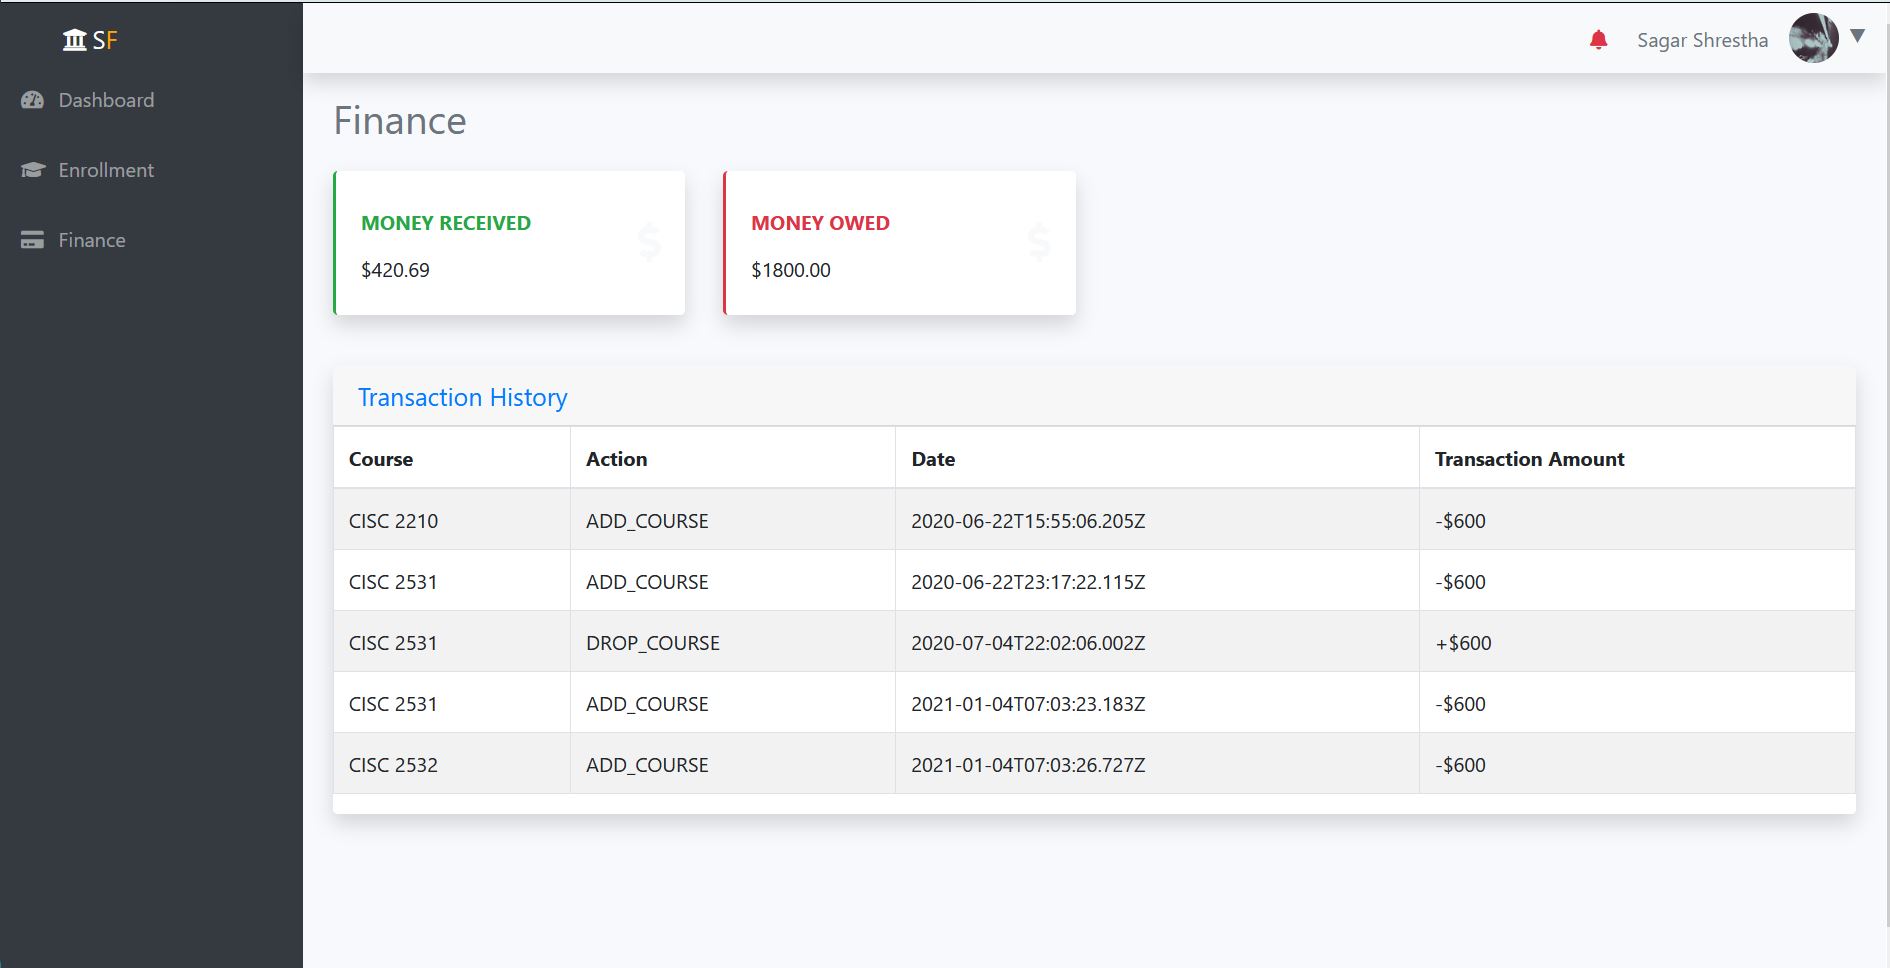 SF
Sagar Shrestha
Dashboard
Enrollment
Finance
Finance
MONEY RECEIVED
$420.69
MONEY OWED
$1800.00
Transaction History
Course Action Date Transaction Amount
CISC 2210 ADD_COURSE 2020-06-22T15:55:06.205Z -$600
CISC 2531 ADD_COURSE 2020-06-22T23:17:22.115Z -$600
CISC 2531 DROP_COURSE 2020-07-04T22:02:06.002Z +$600
CISC 2531 ADD_COURSE 2021-01-04T07:03:23.183Z -$600
CISC 2532 ADD_COURSE 2021-01-04T07:03:26.727Z -$600